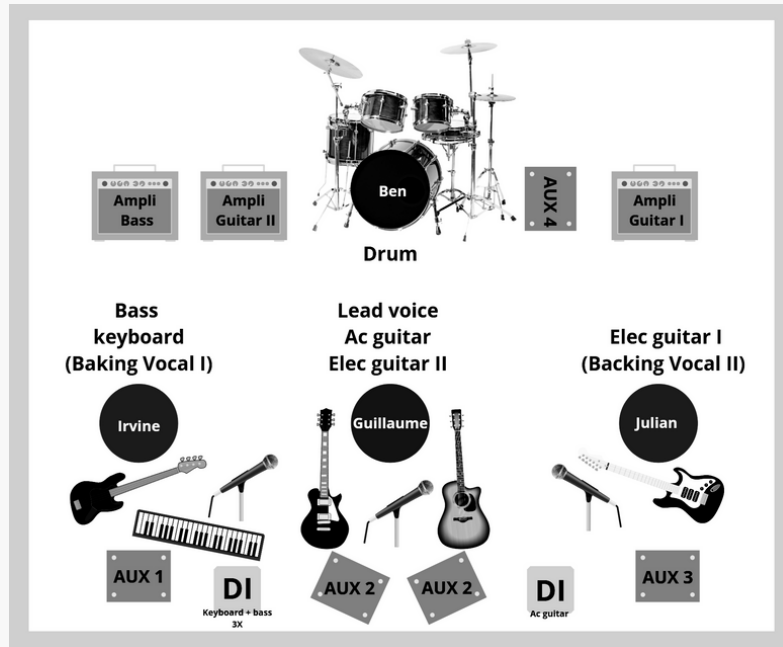 Ampli
Bass
Ampli
Guitar II
Ben
AUX 4
Ampli
Guitar I
Drum
Bass
keyboard
(Baking Vocal I)
Lead voice
Ac guitar
Elec guitar II
Elec guitar I
(Backing Vocal II)
Irvine
Guillaume
Julian
AUX 1
DI
Keyboard + bass
3X
AUX 2
AUX 2
DI
Ac guitar
AUX 3